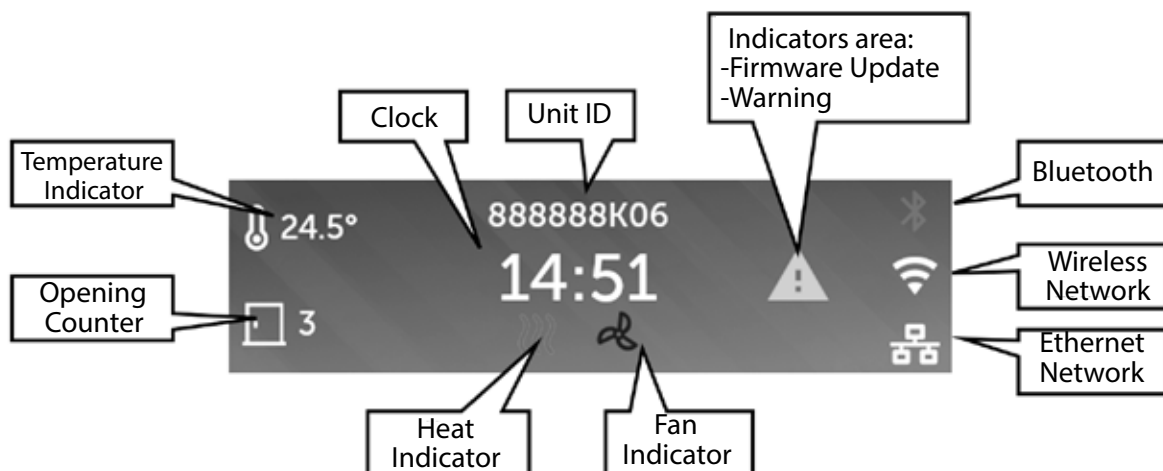 Indicators area:
-Firmware Update
-Warning
Clock
Unit ID
Temperature
Indicator
Bluetooth
24.5°
888888K06
14:51
Wireless
Network
Opening
Counter
3
Ethernet
Network
Heat
Indicator
Fan
Indicator